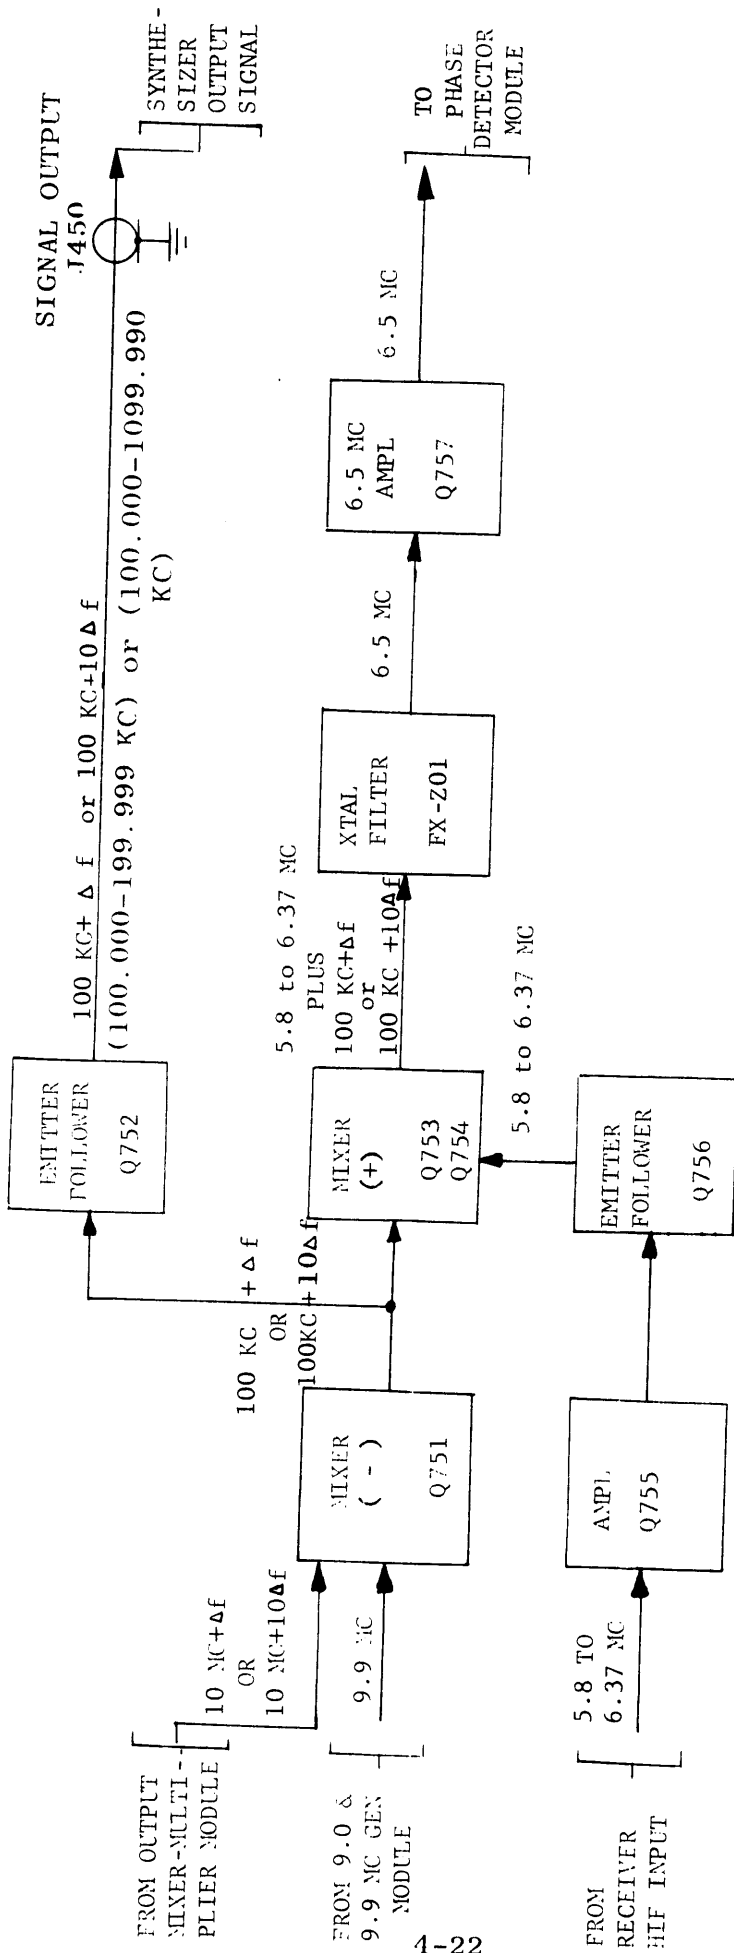 SIGNAL OUTPUT
J450
SYNTHE-
SIZER
OUTPUT
SIGNAL
100 KC+ Δ f or 100 KC+10Δf
(100.000-199.999 KC) or (100.000-1099.990
KC)
EMITTER
FOLLOWER
Q752
FROM OUTPUT
MIXER-MULTI-
PLIER MODULE
10 MC+Δf
OR
10 MC+10Δf
FROM 9.0 &
9.9 MC GEN
MODULE
9.9 MC
MIXER
( - )
Q751
100 KC +Δf
OR
100KC+10Δf
MIXER
(+)
Q753
Q754
5.8 to 6.37 MC
PLUS
100 KC+Δf
or
100 KC +10Δf
XTAL
FILTER
FX-Z01
6.5 MC
6.5 MC
AMPL
Q757
6.5 MC
TO
PHASE
DETECTOR
MODULE
FROM
RECEIVER
HIF INPUT
5.8 TO
6.37 MC
AMPL
Q755
EMITTER
FOLLOWER
Q756
5.8 to 6.37 MC
4-22